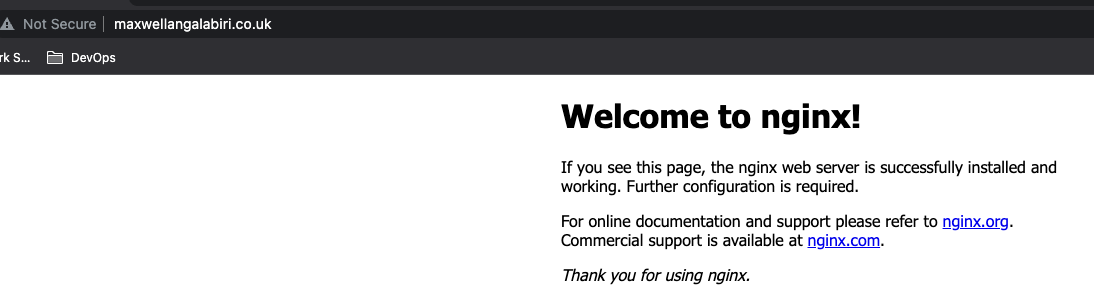 Not Secure maxwellangalabiri.co.uk
rk S... DevOps
Welcome to nginx!
If you see this page, the nginx web server is successfully installed and
working. Further configuration is required.
For online documentation and support please refer to nginx.org.
Commercial support is available at nginx.com.
Thank you for using nginx.